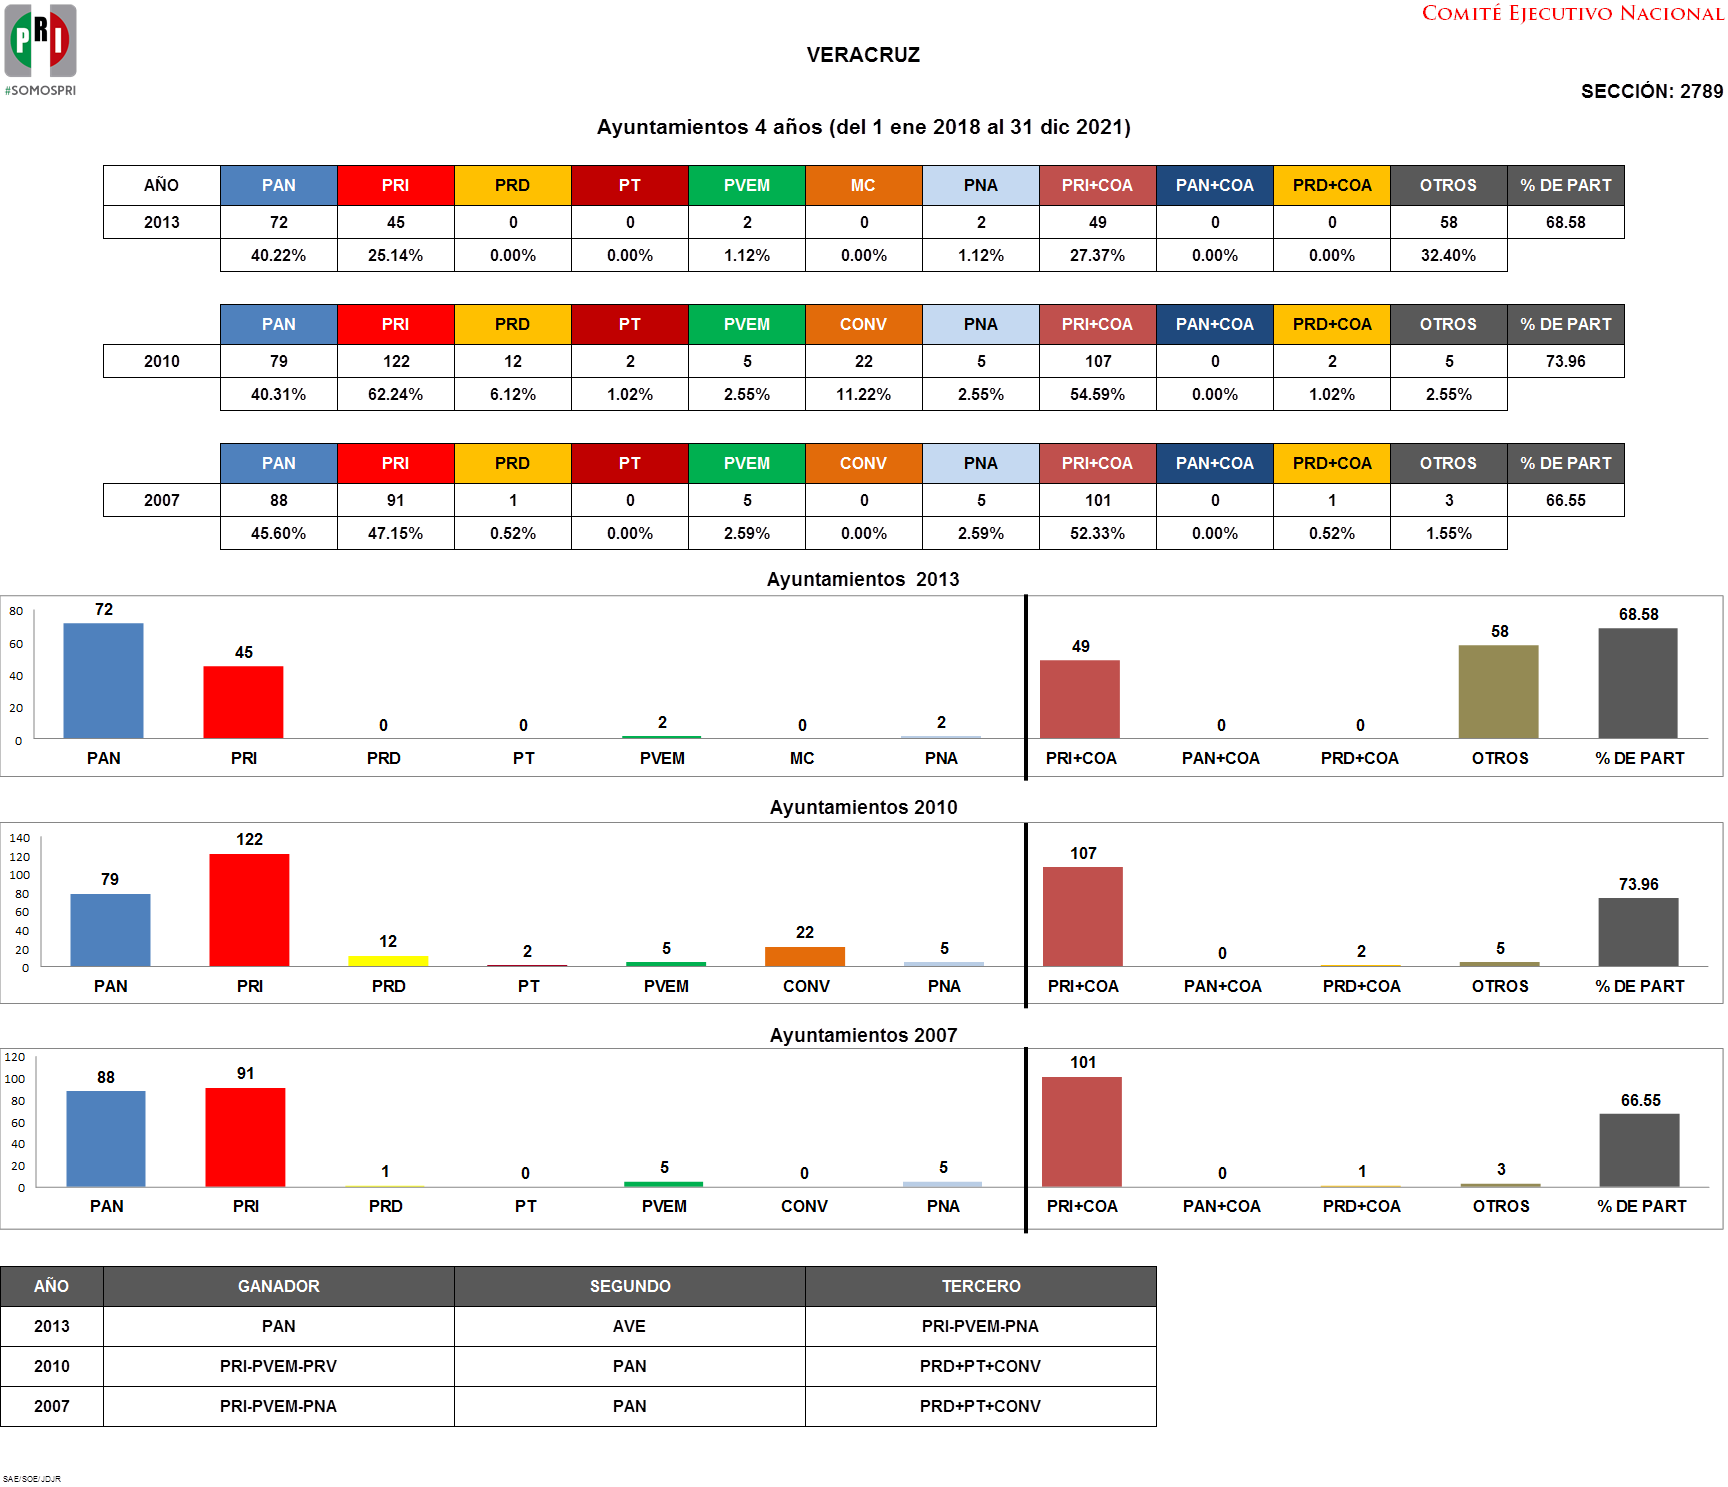 COMITÉ EJECUTIVO NACIONAL
PRI
#SOMOSPRI
VERACRUZ
SECCIÓN: 2789
Ayuntamientos 4 años (del 1 ene 2018 al 31 dic 2021)
AÑO PAN PRI PRD PT PVEM MC PNA PRI+COA PAN+COA PRD+COA OTROS % DE PART
2013 72 45 0 0 2 0 2 49 0 0 58 68.58
40.22% 25.14% 0.00% 0.00% 1.12% 0.00% 1.12% 27.37% 0.00% 0.00% 32.40%
PAN PRI PRD PT PVEM CONV PNA PRI+COA PAN+COA PRD+COA OTROS % DE PART
2010 79 122 12 2 5 22 5 107 0 2 5 73.96
40.31% 62.24% 6.12% 1.02% 2.55% 11.22% 2.55% 54.59% 0.00% 1.02% 2.55%
PAN PRI PRD PT PVEM CONV PNA PRI+COA PAN+COA PRD+COA OTROS % DE PART
2007 88 91 1 0 5 0 5 101 0 1 3 66.55
45.60% 47.15% 0.52% 0.00% 2.59% 0.00% 2.59% 52.33% 0.00% 0.52% 1.55%
Ayuntamientos 2013
80
60
40
20
0
72 45 0 0 2 0 2 49 0 0 58 68.58
PAN PRI PRD PT PVEM MC PNA PRI+COA PAN+COA PRD+COA OTROS % DE PART
Ayuntamientos 2010
140
120
100
80
60
40
20
0
79 122 12 2 5 22 5 107 0 2 5 73.96
PAN PRI PRD PT PVEM CONV PNA PRI+COA PAN+COA PRD+COA OTROS % DE PART
Ayuntamientos 2007
120
100
80
60
40
20
0
88 91 1 0 5 0 5 101 0 1 3 66.55
PAN PRI PRD PT PVEM CONV PNA PRI+COA PAN+COA PRD+COA OTROS % DE PART
AÑO GANADOR SEGUNDO TERCERO
2013 PAN AVE PRI-PVEM-PNA
2010 PRI-PVEM-PRV PAN PRD+PT+CONV
2007 PRI-PVEM-PNA PAN PRD+PT+CONV
SAE/SOE/JDJR